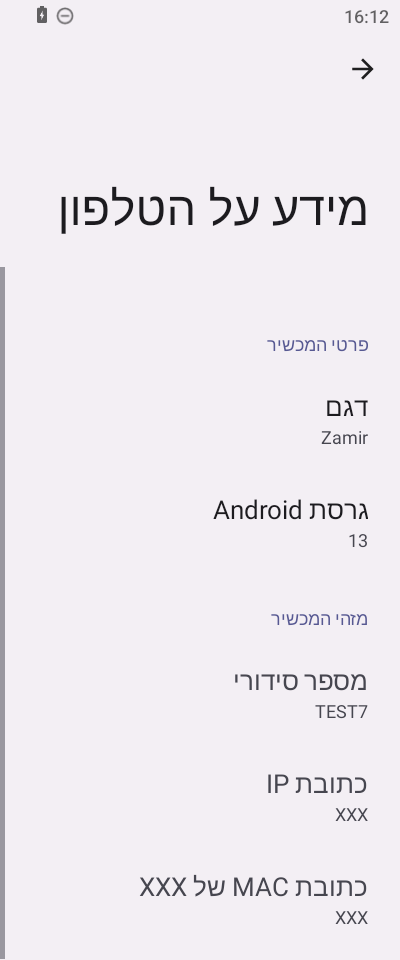 16:12
מידע על הטלפון
פרטי המכשיר
דגם
Zamir
גרסת Android
13
מזהי המכשיר
מספר סידורי
TEST7
כתובת IP
XXX
כתובת MAC של XXX
XXX